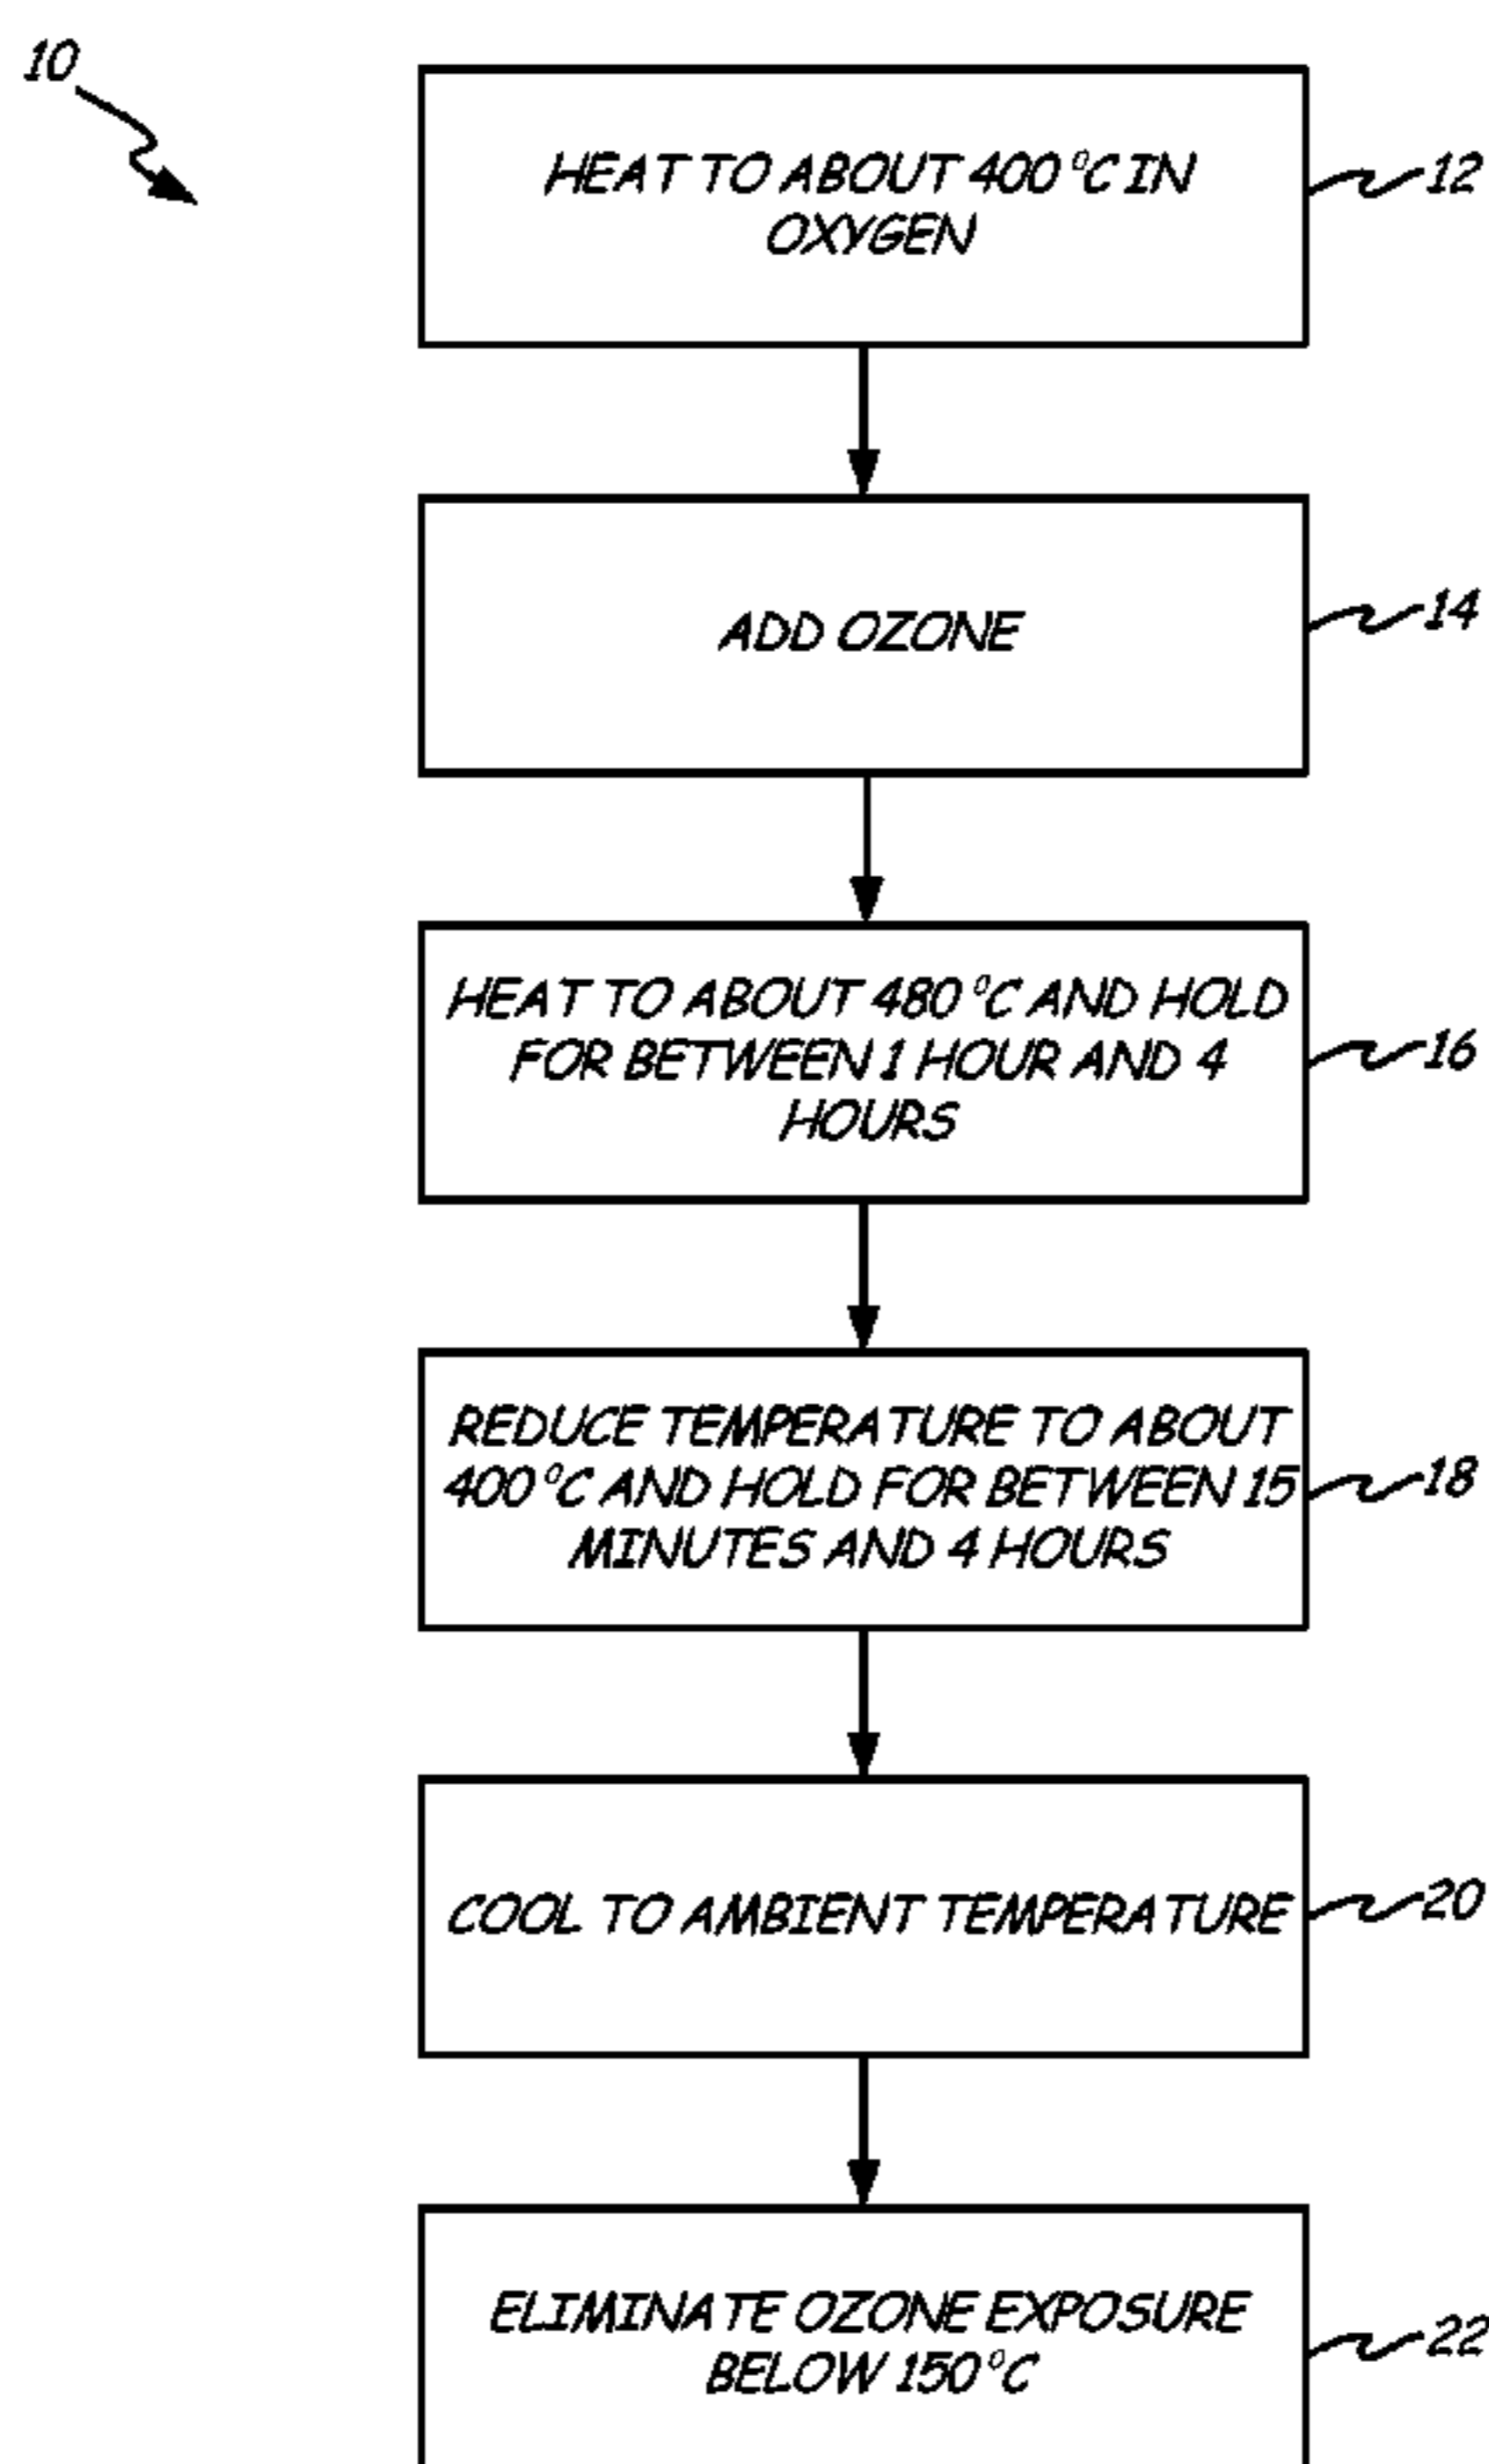 10
HEAT TO ABOUT 400°C IN
OXYGEN
12
ADD OZONE
14
HEAT TO ABOUT 480°C AND HOLD
FOR BETWEEN 1 HOUR AND 4
HOURS
16
REDUCE TEMPERATURE TO ABOUT
400°C AND HOLD FOR BETWEEN 15
MINUTES AND 4 HOURS
18
COOL TO AMBIENT TEMPERATURE
20
ELIMINATE OZONE EXPOSURE
BELOW 150°C
22